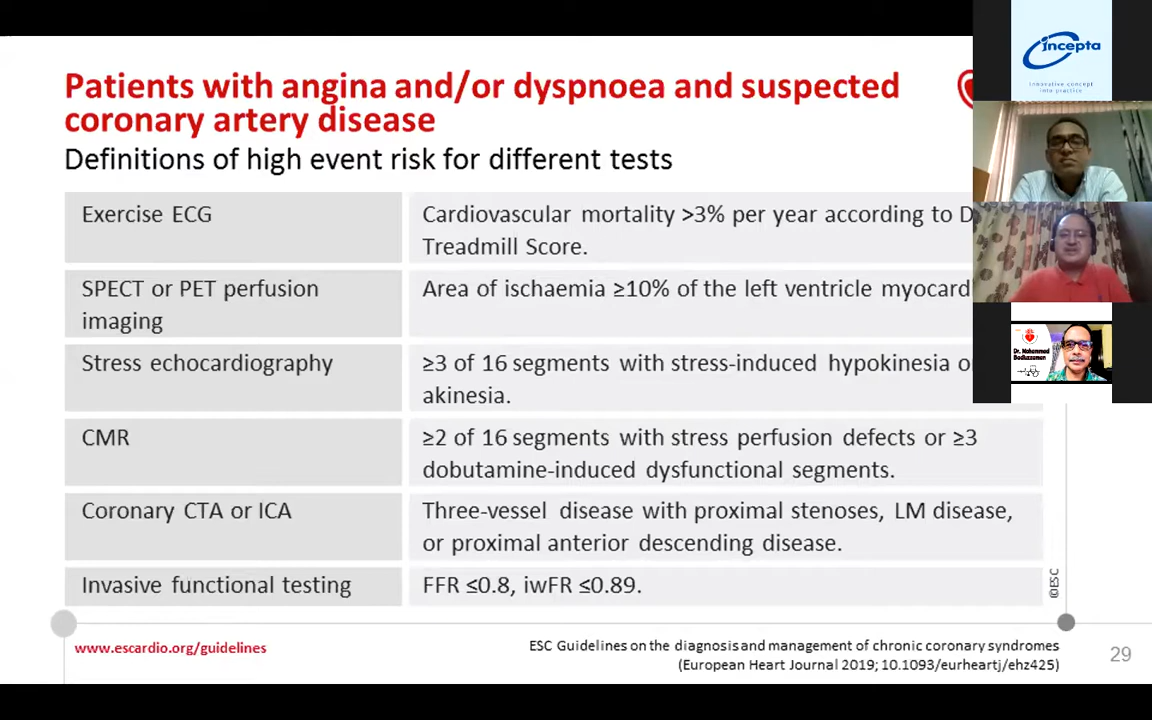 Patients with angina and/or dyspnoea and suspected
coronary artery disease
Definitions of high event risk for different tests
Exercise ECG
Cardiovascular mortality >3% per year according to D
Treadmill Score.
SPECT or PET perfusion
imaging
Area of ischaemia ≥10% of the left ventricle myocard
Stress echocardiography
≥3 of 16 segments with stress-induced hypokinesia o
akinesia.
CMR
≥2 of 16 segments with stress perfusion defects or ≥3
dobutamine-induced dysfunctional segments.
Coronary CTA or ICA
Three-vessel disease with proximal stenoses, LM disease,
or proximal anterior descending disease.
Invasive functional testing
FFR ≤0.8, iwFR ≤0.89.
©ESC
www.escardio.org/guidelines
ESC Guidelines on the diagnosis and management of chronic coronary syndromes
(European Heart Journal 2019; 10.1093/eurheartj/ehz425)
29
incepta
Innovative concept
into practice
Dr. Mohammed
Badiuzzaman